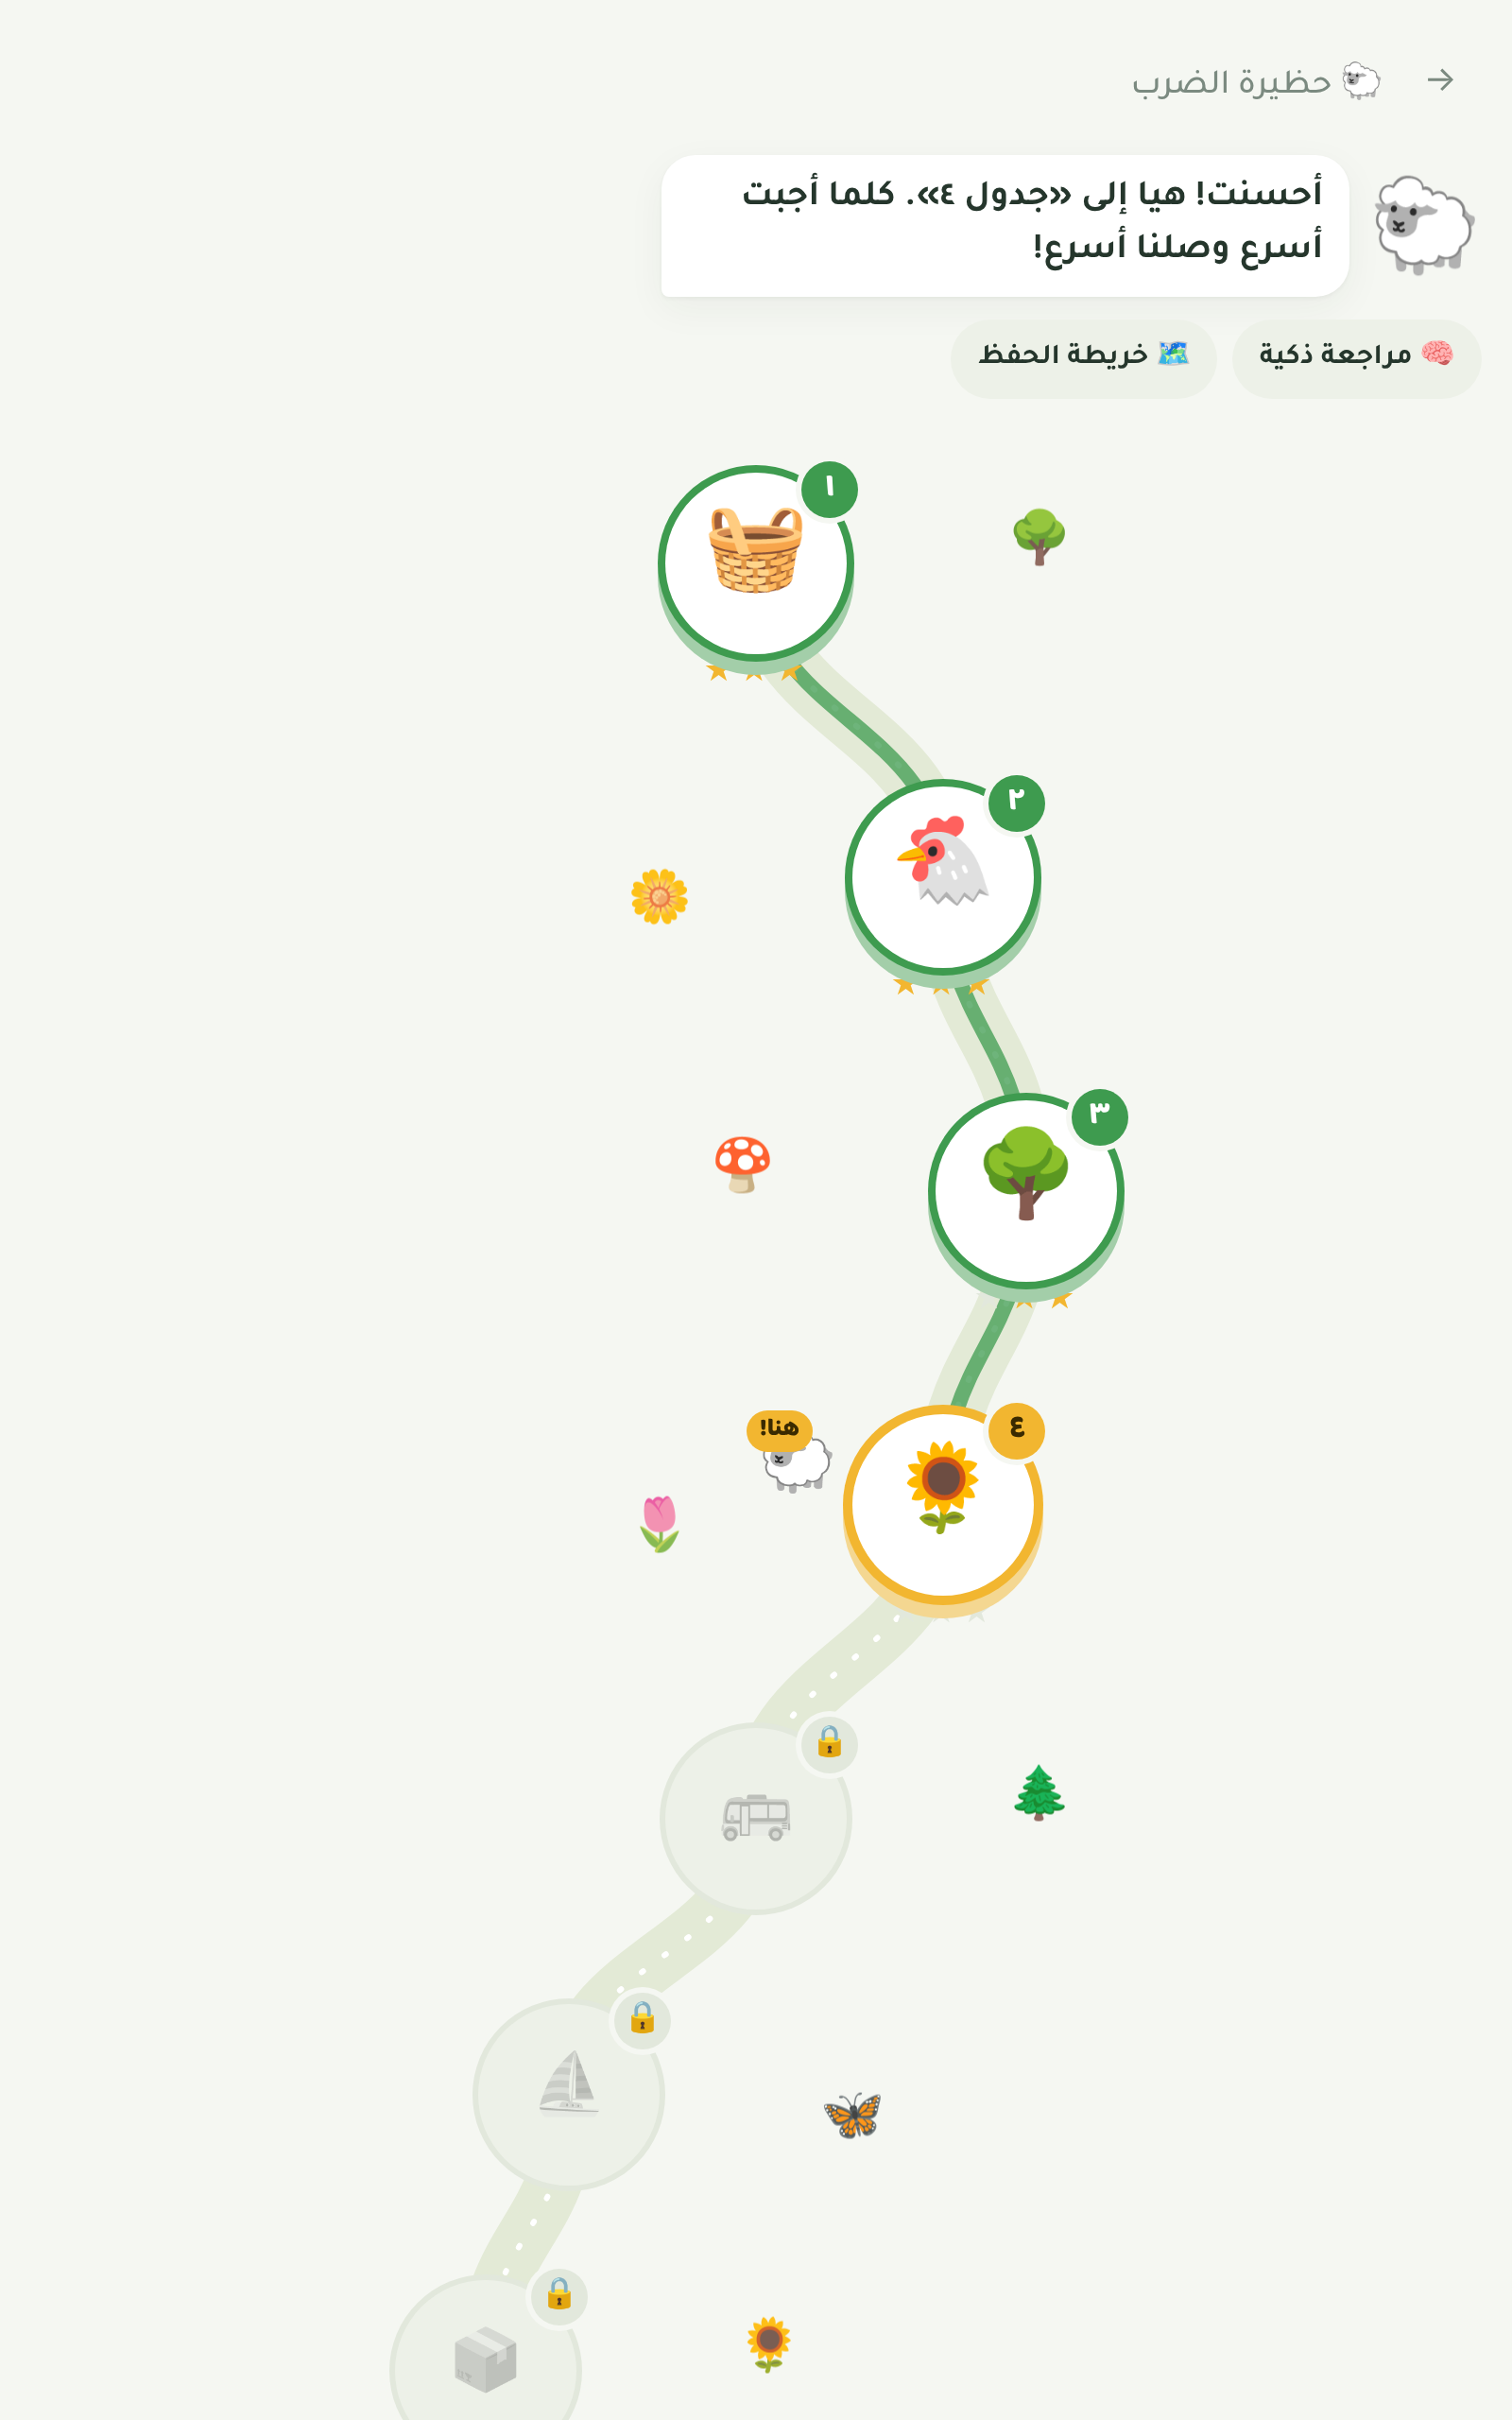 حظيرة الضرب
أحسنت! هيا إلى «جدول ٤». كلما أجبت
أسرع وصلنا أسرع!
مراجعة ذكية
خريطة الحفظ
١
٢
٣
٤
هنا!